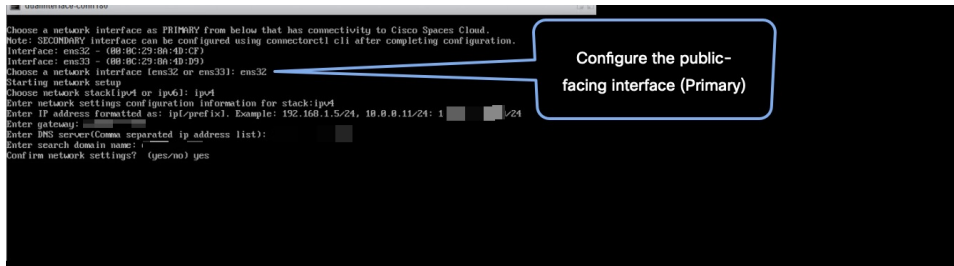 dualinterface-conn180
Choose a network interface as PRIMARY from below that has connectivity to Cisco Spaces Cloud.
Note: SECONDARY interface can be configured using connectorctl cli after completing configuration.
Interface: ens32 - (00:0C:29:8A:4D:CF)
Interface: ens33 - (00:0C:29:8A:4D:D9)
Choose a network interface [ens32 or ens33]: ens32
Starting network setup
Choose network stack[ipv4 or ipv6]: ipv4
Enter network settings configuration information for stack:ipv4
Enter IP address formatted as: ip[/prefix]. Example: 192.168.1.5/24, 10.0.0.11/24: 1 /24
Enter gateway:
Enter DNS server(Comma separated ip address list):
Enter search domain name:
Confirm network settings? (yes/no) yes
Configure the public-
facing interface (Primary)